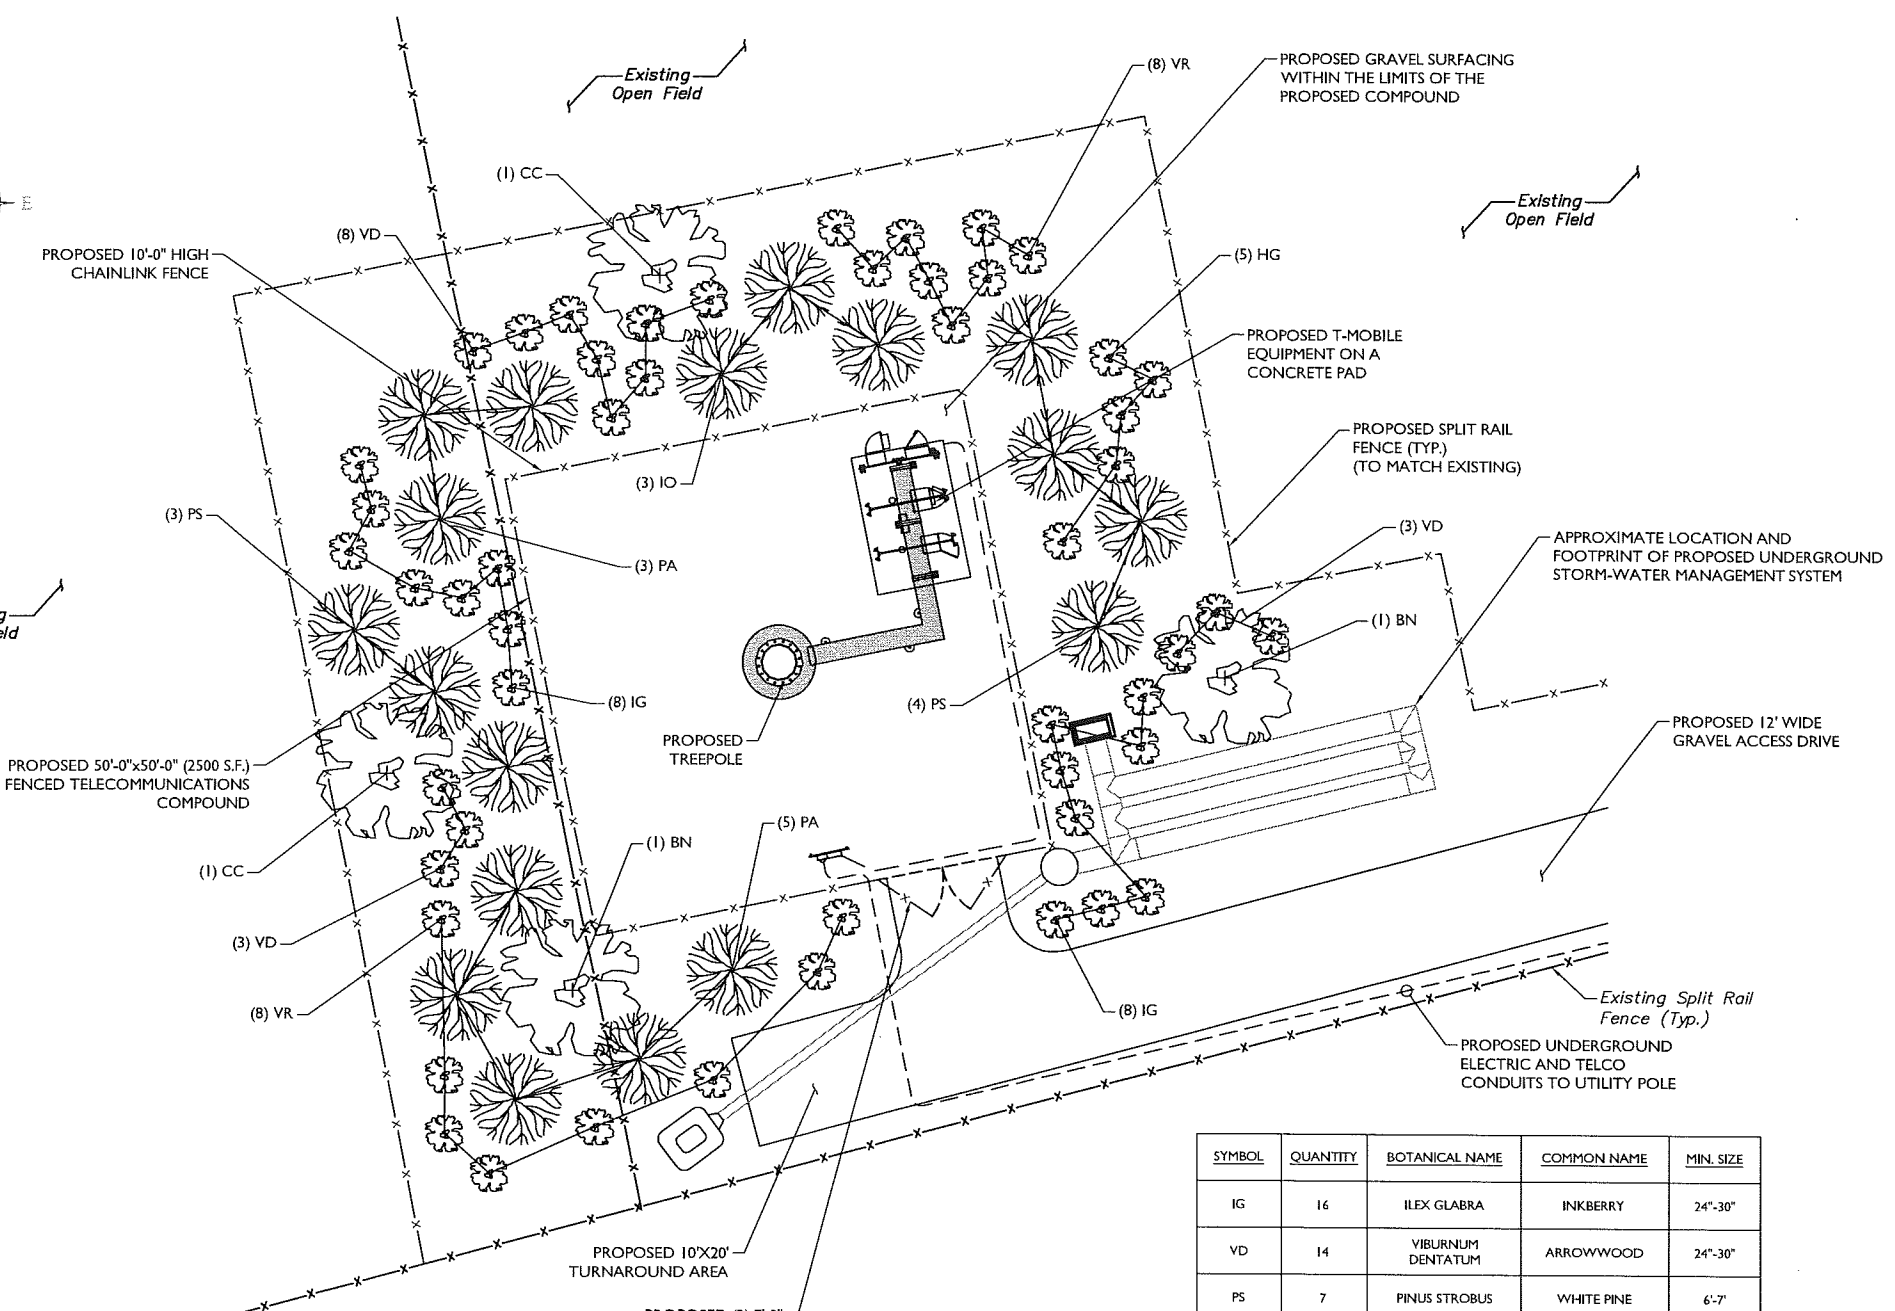 Existing
Open Field
(8) VR
PROPOSED GRAVEL SURFACING
WITHIN THE LIMITS OF THE
PROPOSED COMPOUND
(1) CC
E
Existing
Open Field
(8) VD
PROPOSED 10'-0" HIGH
CHAINLINK FENCE
(5) HG
PROPOSED T-MOBILE
EQUIPMENT ON A
CONCRETE PAD
PROPOSED SPLIT RAIL
FENCE (TYP.)
(TO MATCH EXISTING)
(3) IO
(3) PS
(3) VD
APPROXIMATE LOCATION AND
FOOTPRINT OF PROPOSED UNDERGROUND
STORM-WATER MANAGEMENT SYSTEM
(3) PA
(1) BN
(8) IG
(4) PS
PROPOSED
TREEPOLE
PROPOSED 12' WIDE
GRAVEL ACCESS DRIVE
PROPOSED 50'-0"x50'-0" (2500 S.F.)
FENCED TELECOMMUNICATIONS
COMPOUND
(5) PA
(1) BN
(1) CC
(3) VD
(8) VR
(8) IG
Existing Split Rail
Fence (Typ.)
PROPOSED UNDERGROUND
ELECTRIC AND TELCO
CONDUITS TO UTILITY POLE
PROPOSED 10'X20'
TURNAROUND AREA
SYMBOL QUANTITY BOTANICAL NAME COMMON NAME MIN. SIZE
IG 16 ILEX GLABRA INKBERRY 24"-30"
VD 14 VIBURNUM DENTATUM ARROWWOOD 24"-30"
PS 7 PINUS STROBUS WHITE PINE 6'-7'